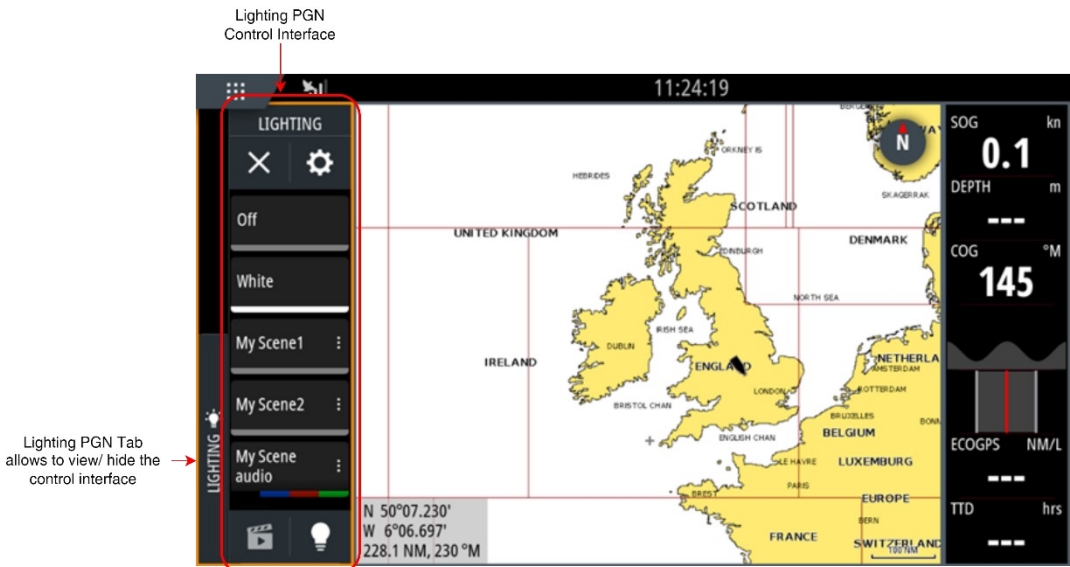 Lighting PGN
Control Interface
11:24:19
LIGHTING
Off
White
My Scene1
My Scene2
My Scene
audio
LIGHTING
Lighting PGN Tab
allows to view/ hide the
control interface
N
ORKNEY IS
HEBRIDES
SKAGERRAK
SCOTLAND
UNITED KINGDOM
DENMARK
EDINBURGH
NORTH SEA
IRISH SEA
DUBLIN
IRELAND
ENGLAND
NETHERLA
AMSTERDAM
LONDON
ROTTERDAM
BRISTOL CHAN
BRUXELLES
BONN
ENGLISH CHAN
BELGIUM
LE HAVRE
LUXEMBURG
PARIS
BREST
EUROPE
BERN
FRANCE
SWITZERLAND
100 NM
N 50°07.230'
W 6°06.697'
228.1 NM, 230 °M
SOG kn
0.1
DEPTH m
---
COG °M
145
ECOGPS NM/L
---
TTD hrs
---